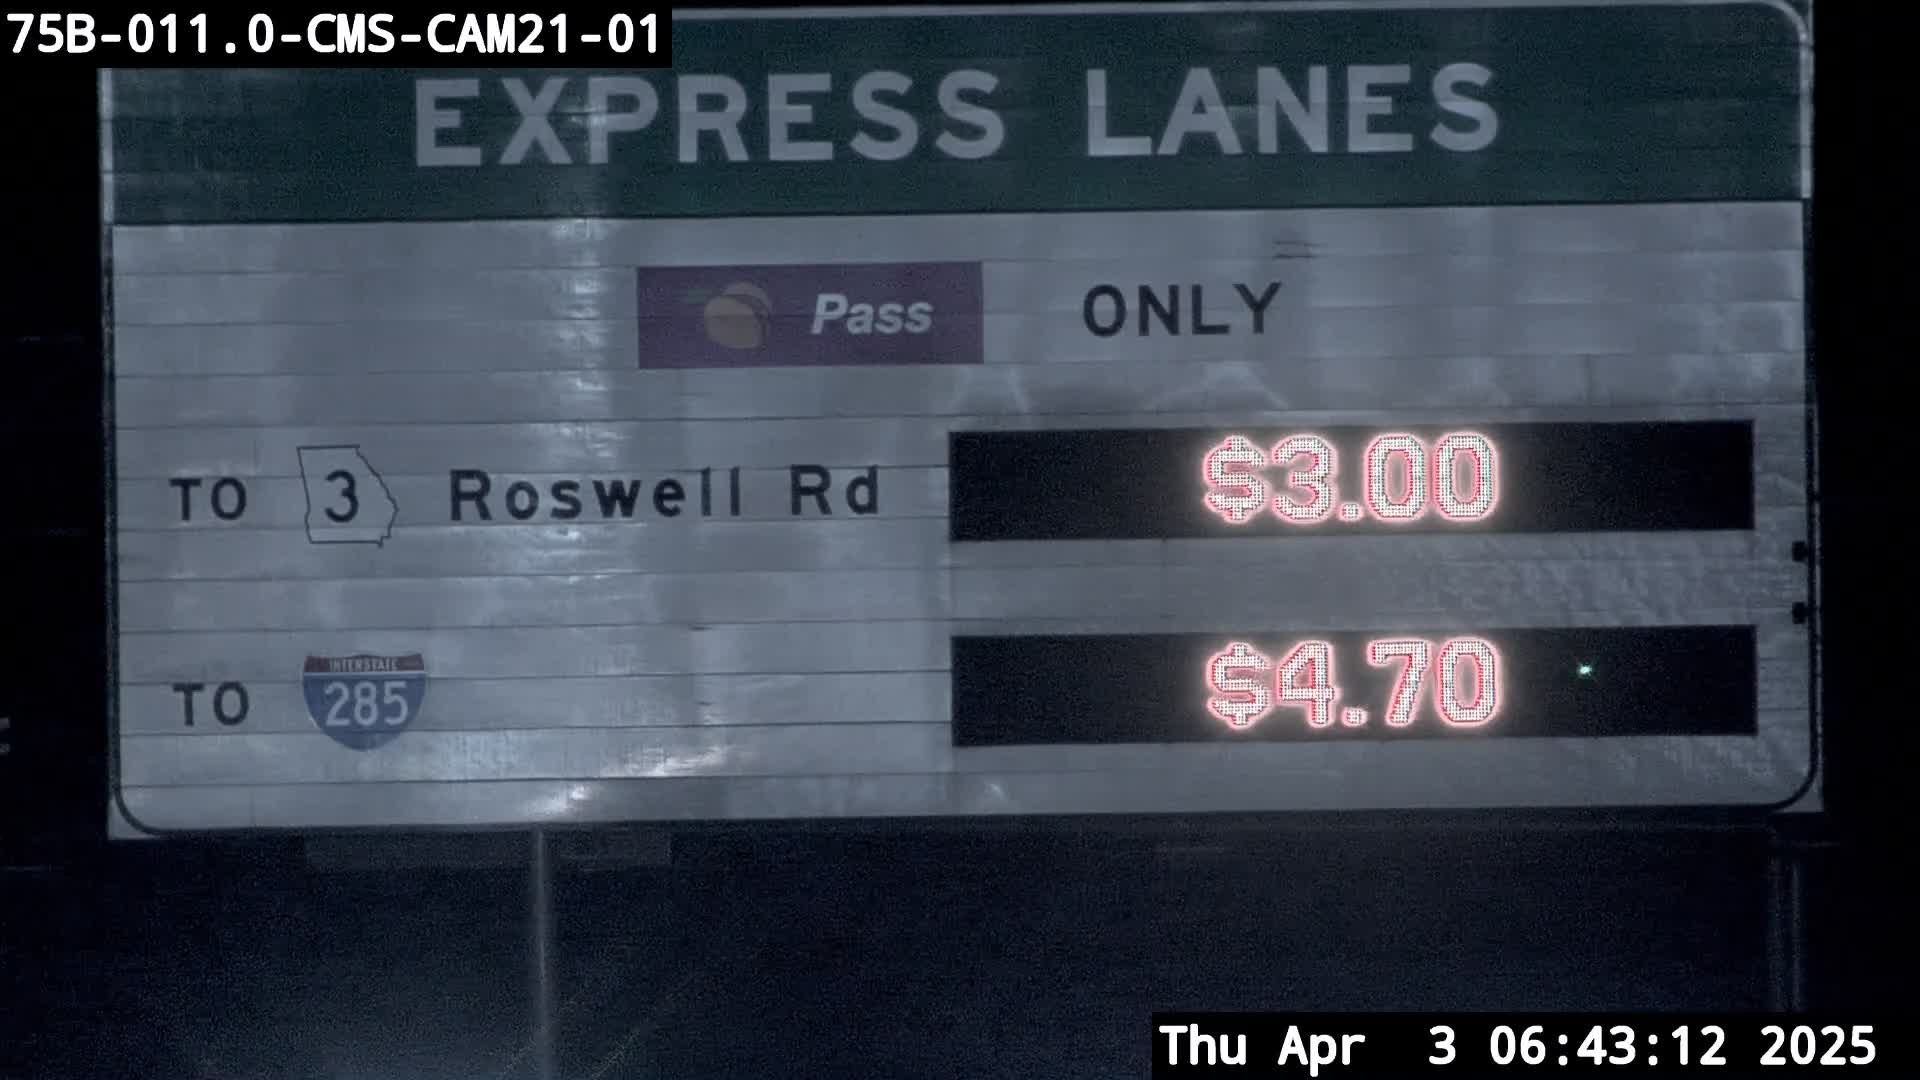 75B-011.0-CMS-CAM21-01
EXPRESS LANES
Pass ONLY
TO 3 Roswell Rd $3.00
INTERSTATE
TO 285 $4.70
Thu Apr 3 06:43:12 2025